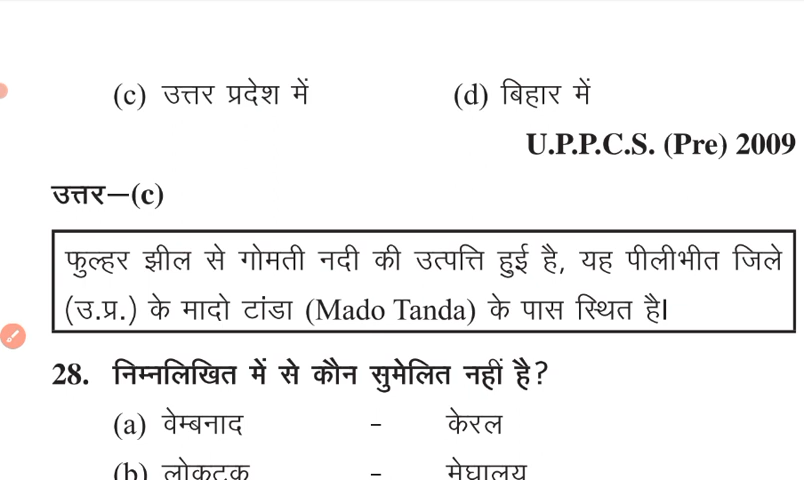 (c) उत्तर प्रदेश में (d) बिहार में
U.P.P.C.S. (Pre) 2009
उत्तर–(c)
फुल्हर झील से गोमती नदी की उत्पत्ति हुई है, यह पीलीभीत जिले
(उ.प्र.) के मादो टांडा (Mado Tanda) के पास स्थित है।
28. निम्नलिखित में से कौन सुमेलित नहीं है?
(a) वेम्बनाद - केरल
(b) लोकटक - मेघालय